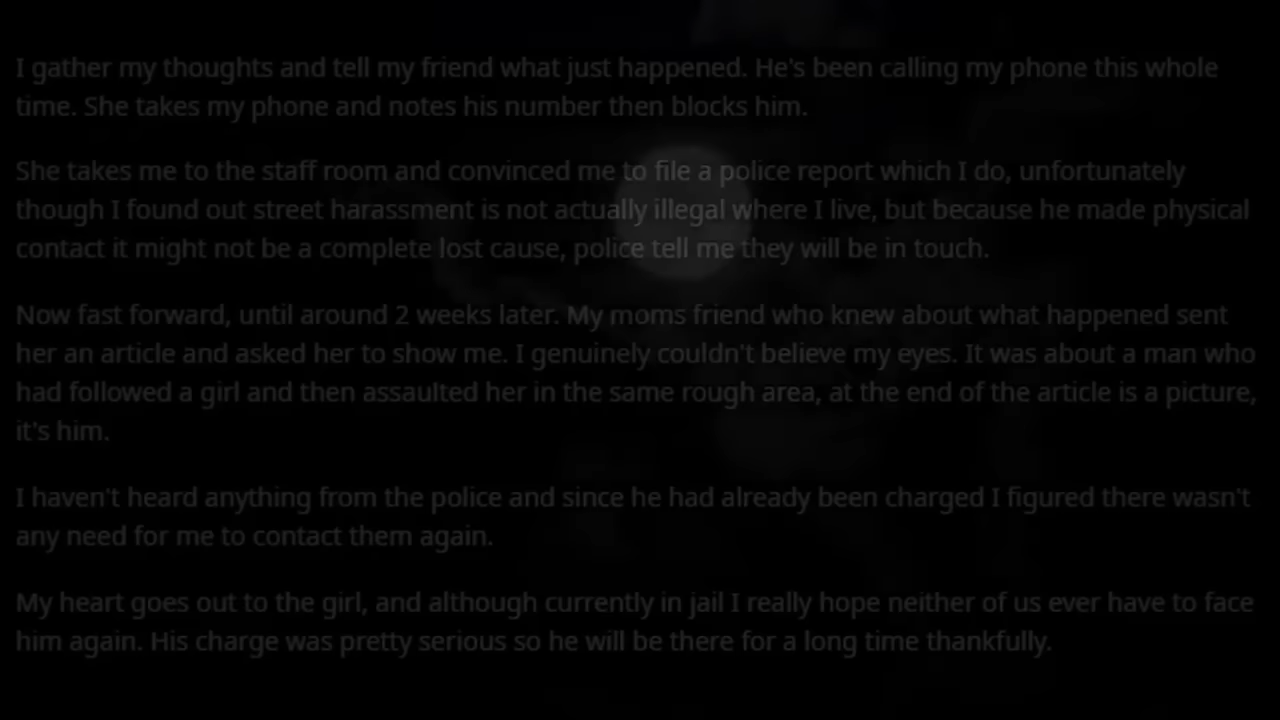 I gather my thoughts and tell my friend what just happened. He's been calling my phone this whole
time. She takes my phone and notes his number then blocks him.
She takes me to the staff room and convinced me to file a police report which I do, unfortunately
though I found out street harassment is not actually illegal where I live, but because he made physical
contact it might not be a complete lost cause, police tell me they will be in touch.
Now fast forward, until around 2 weeks later. My moms friend who knew about what happened sent
her an article and asked her to show me. I genuinely couldn't believe my eyes. It was about a man who
had followed a girl and then assaulted her in the same rough area, at the end of the article is a picture,
it's him.
I haven't heard anything from the police and since he had already been charged I figured there wasn't
any need for me to contact them again.
My heart goes out to the girl, and although currently in jail I really hope neither of us ever have to face
him again. His charge was pretty serious so he will be there for a long time thankfully.